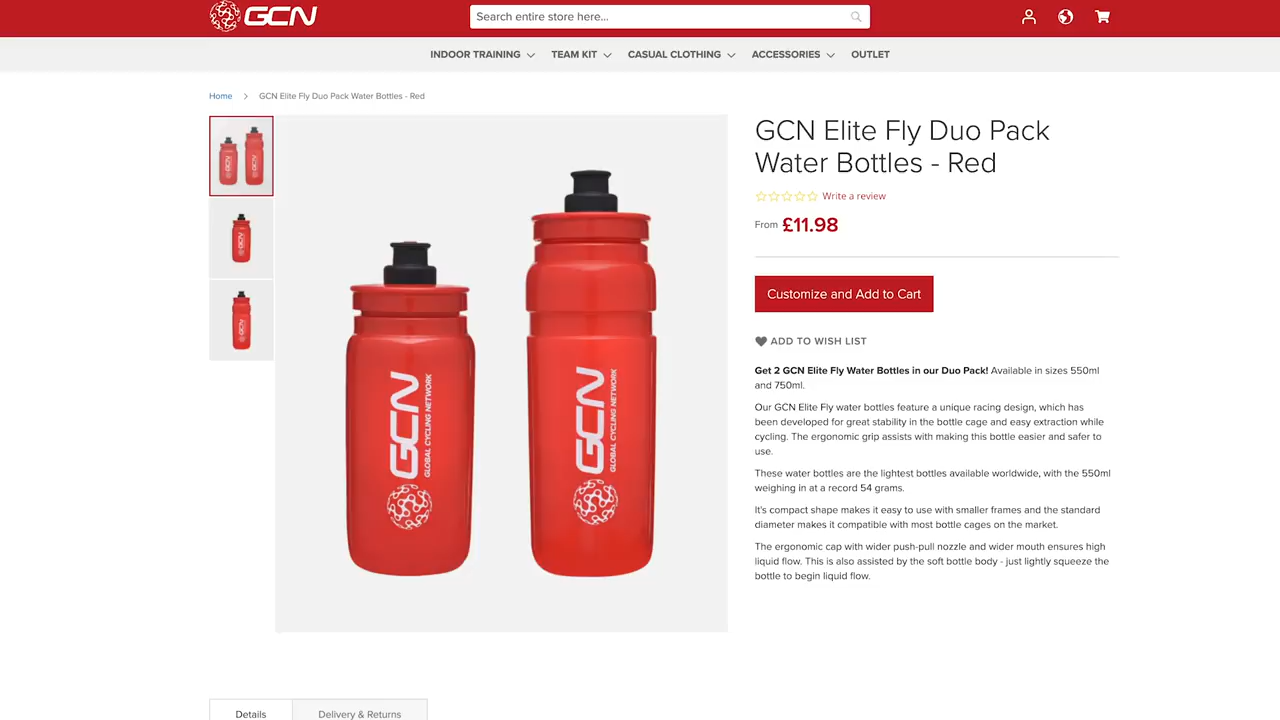 GCN
Search entire store here...
INDOOR TRAINING
TEAM KIT
CASUAL CLOTHING
ACCESSORIES
OUTLET
Home
GCN Elite Fly Duo Pack Water Bottles - Red
GCN Elite Fly Duo Pack
Water Bottles - Red
Write a review
From £11.98
Customize and Add to Cart
ADD TO WISH LIST
Get 2 GCN Elite Fly Water Bottles in our Duo Pack! Available in sizes 550ml
and 750ml.
Our GCN Elite Fly water bottles feature a unique racing design, which has
been developed for great stability in the bottle cage and easy extraction while
cycling. The ergonomic grip assists with making this bottle easier and safer to
use.
These water bottles are the lightest bottles available worldwide, with the 550ml
weighing in at a record 54 grams.
It's compact shape makes it easy to use with smaller frames and the standard
diameter makes it compatible with most bottle cages on the market.
The ergonomic cap with wider push-pull nozzle and wider mouth ensures high
liquid flow. This is also assisted by the soft bottle body - just lightly squeeze the
bottle to begin liquid flow.
GCN
GLOBAL CYCLING NETWORK
GCN
GLOBAL CYCLING NETWORK
GCN
GCN
GCN
GCN
Details
Delivery & Returns